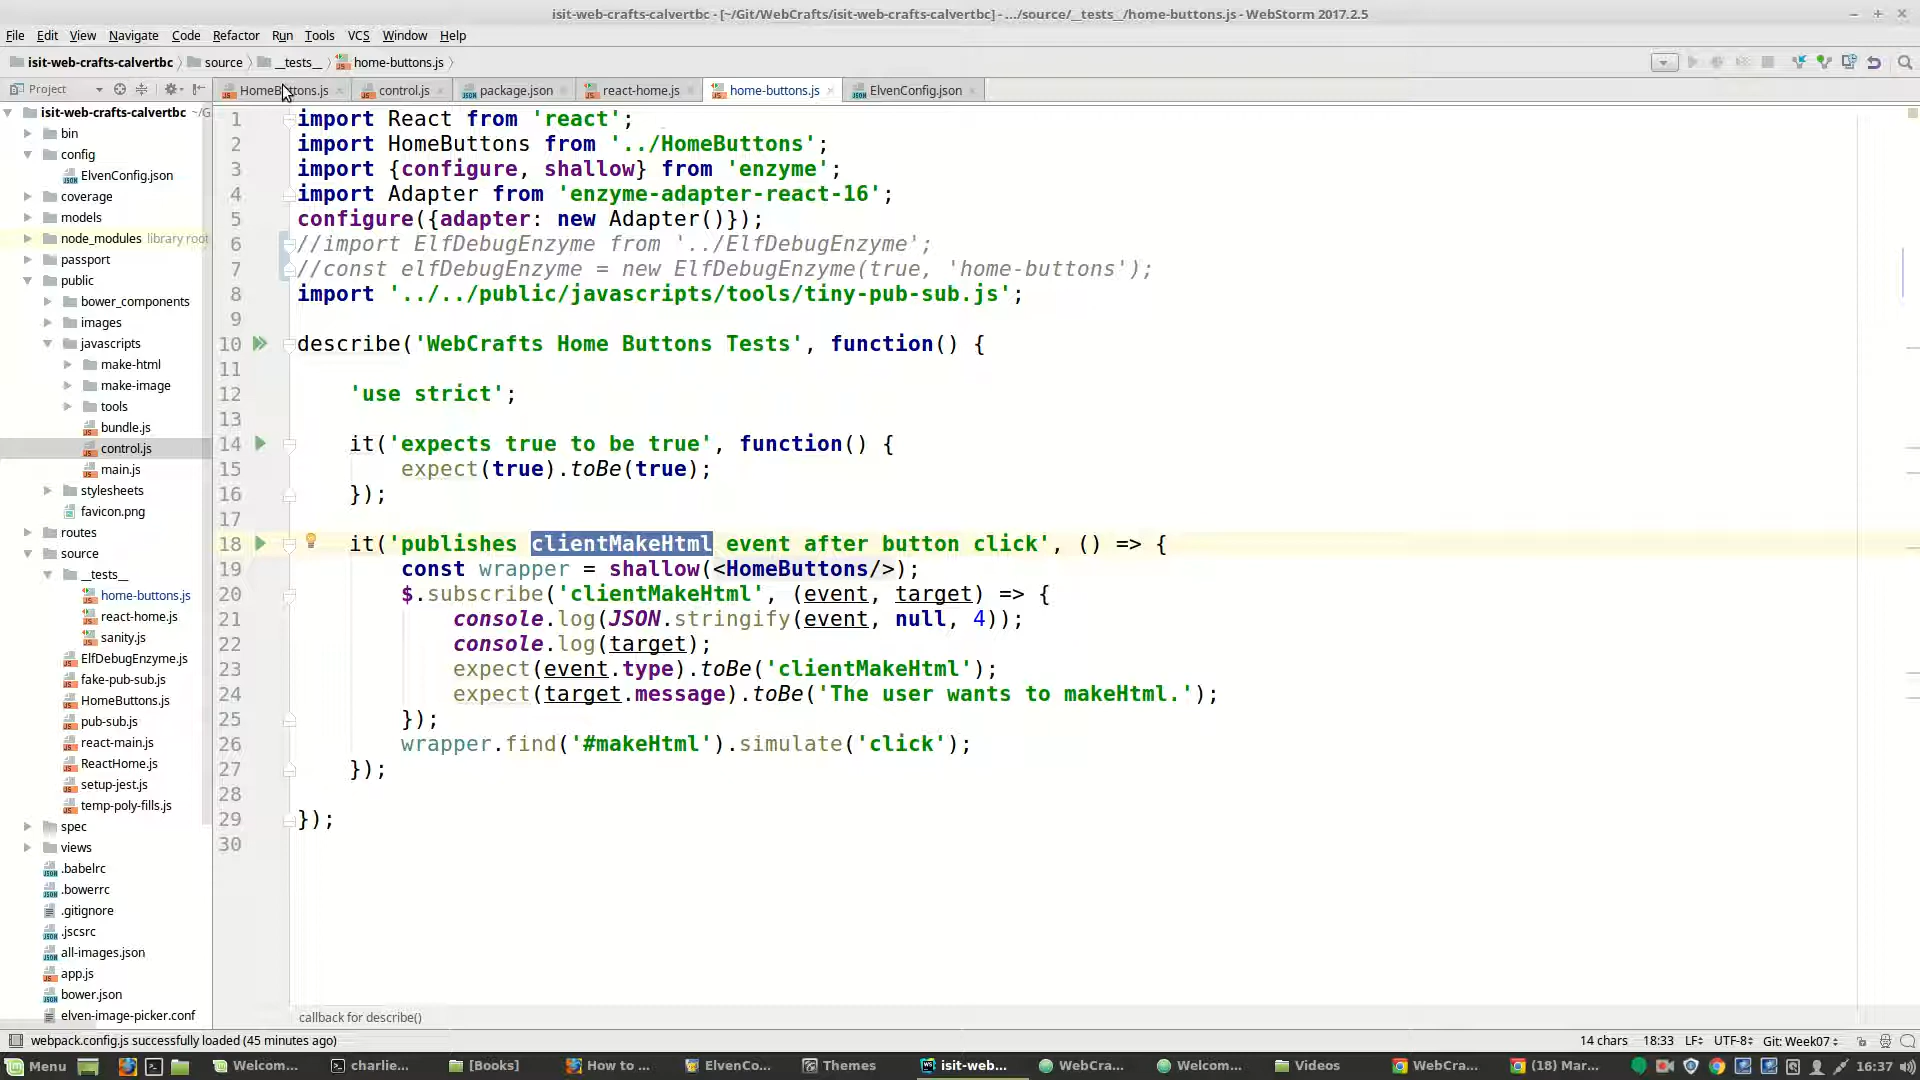 isit-web-crafts-calvertbc - [~/Git/WebCrafts/isit-web-crafts-calvertbc] - .../source/__tests__/home-buttons.js - WebStorm 2017.2.5
File Edit View Navigate Code Refactor Run Tools VCS Window Help
isit-web-crafts-calvertbc source __tests__ home-buttons.js
Project
HomeButtons.js control.js package.json react-home.js home-buttons.js ElvenConfig.json
isit-web-crafts-calvertbc ~/G
bin
config
ElvenConfig.json
coverage
models
node_modules library root
passport
public
bower_components
images
javascripts
make-html
make-image
tools
bundle.js
control.js
main.js
stylesheets
favicon.png
routes
source
__tests__
home-buttons.js
react-home.js
sanity.js
ElfDebugEnzyme.js
fake-pub-sub.js
HomeButtons.js
pub-sub.js
react-main.js
ReactHome.js
setup-jest.js
temp-poly-fills.js
spec
views
.babelrc
.bowerrc
.gitignore
.jscsrc
all-images.json
app.js
bower.json
elven-image-picker.conf
1 import React from 'react';
2 import HomeButtons from '../HomeButtons';
3 import {configure, shallow} from 'enzyme';
4 import Adapter from 'enzyme-adapter-react-16';
5 configure({adapter: new Adapter()});
6 //import ElfDebugEnzyme from '../ElfDebugEnzyme';
7 //const elfDebugEnzyme = new ElfDebugEnzyme(true, 'home-buttons');
8 import '../../public/javascripts/tools/tiny-pub-sub.js';
9
10 describe('WebCrafts Home Buttons Tests', function() {
11
12 'use strict';
13
14 it('expects true to be true', function() {
15 expect(true).toBe(true);
16 });
17
18 it('publishes clientMakeHtml event after button click', () => {
19 const wrapper = shallow(<HomeButtons/>);
20 $.subscribe('clientMakeHtml', (event, target) => {
21 console.log(JSON.stringify(event, null, 4));
22 console.log(target);
23 expect(event.type).toBe('clientMakeHtml');
24 expect(target.message).toBe('The user wants to makeHtml.');
25 });
26 wrapper.find('#makeHtml').simulate('click');
27 });
28
29 });
30
callback for describe()
webpack.config.js successfully loaded (45 minutes ago) 14 chars 18:33 LF÷ UTF-8÷ Git: Week07÷
Menu Welcom... charlie... [Books] How to ... ElvenCo... Themes isit-web... WebCra... Welcom... Videos WebCra... (18) Mar... 16:37